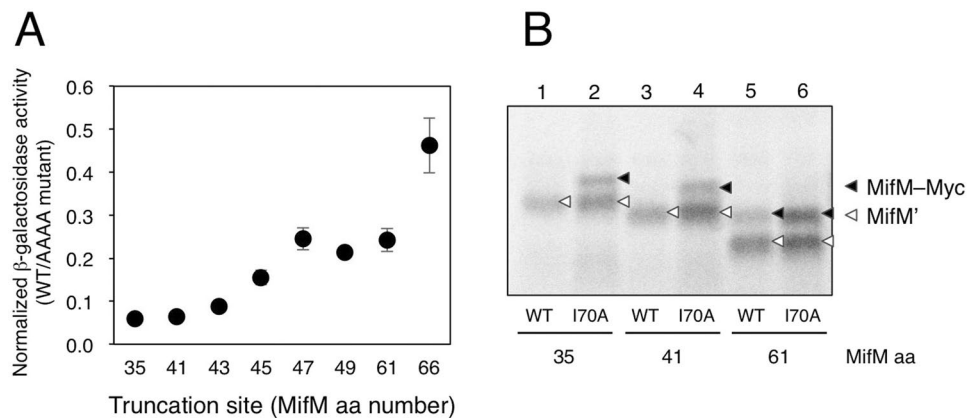 A
Normalized β-galactosidase activity
(WT/AAAA mutant)
0.6
0.5
0.4
0.3
0.2
0.1
0.0
35 41 43 45 47 49 61 66
Truncation site (MifM aa number)
B
1 2 3 4 5 6
MifM–Myc
MifM'
WT I70A WT I70A WT I70A
35 41 61 MifM aa